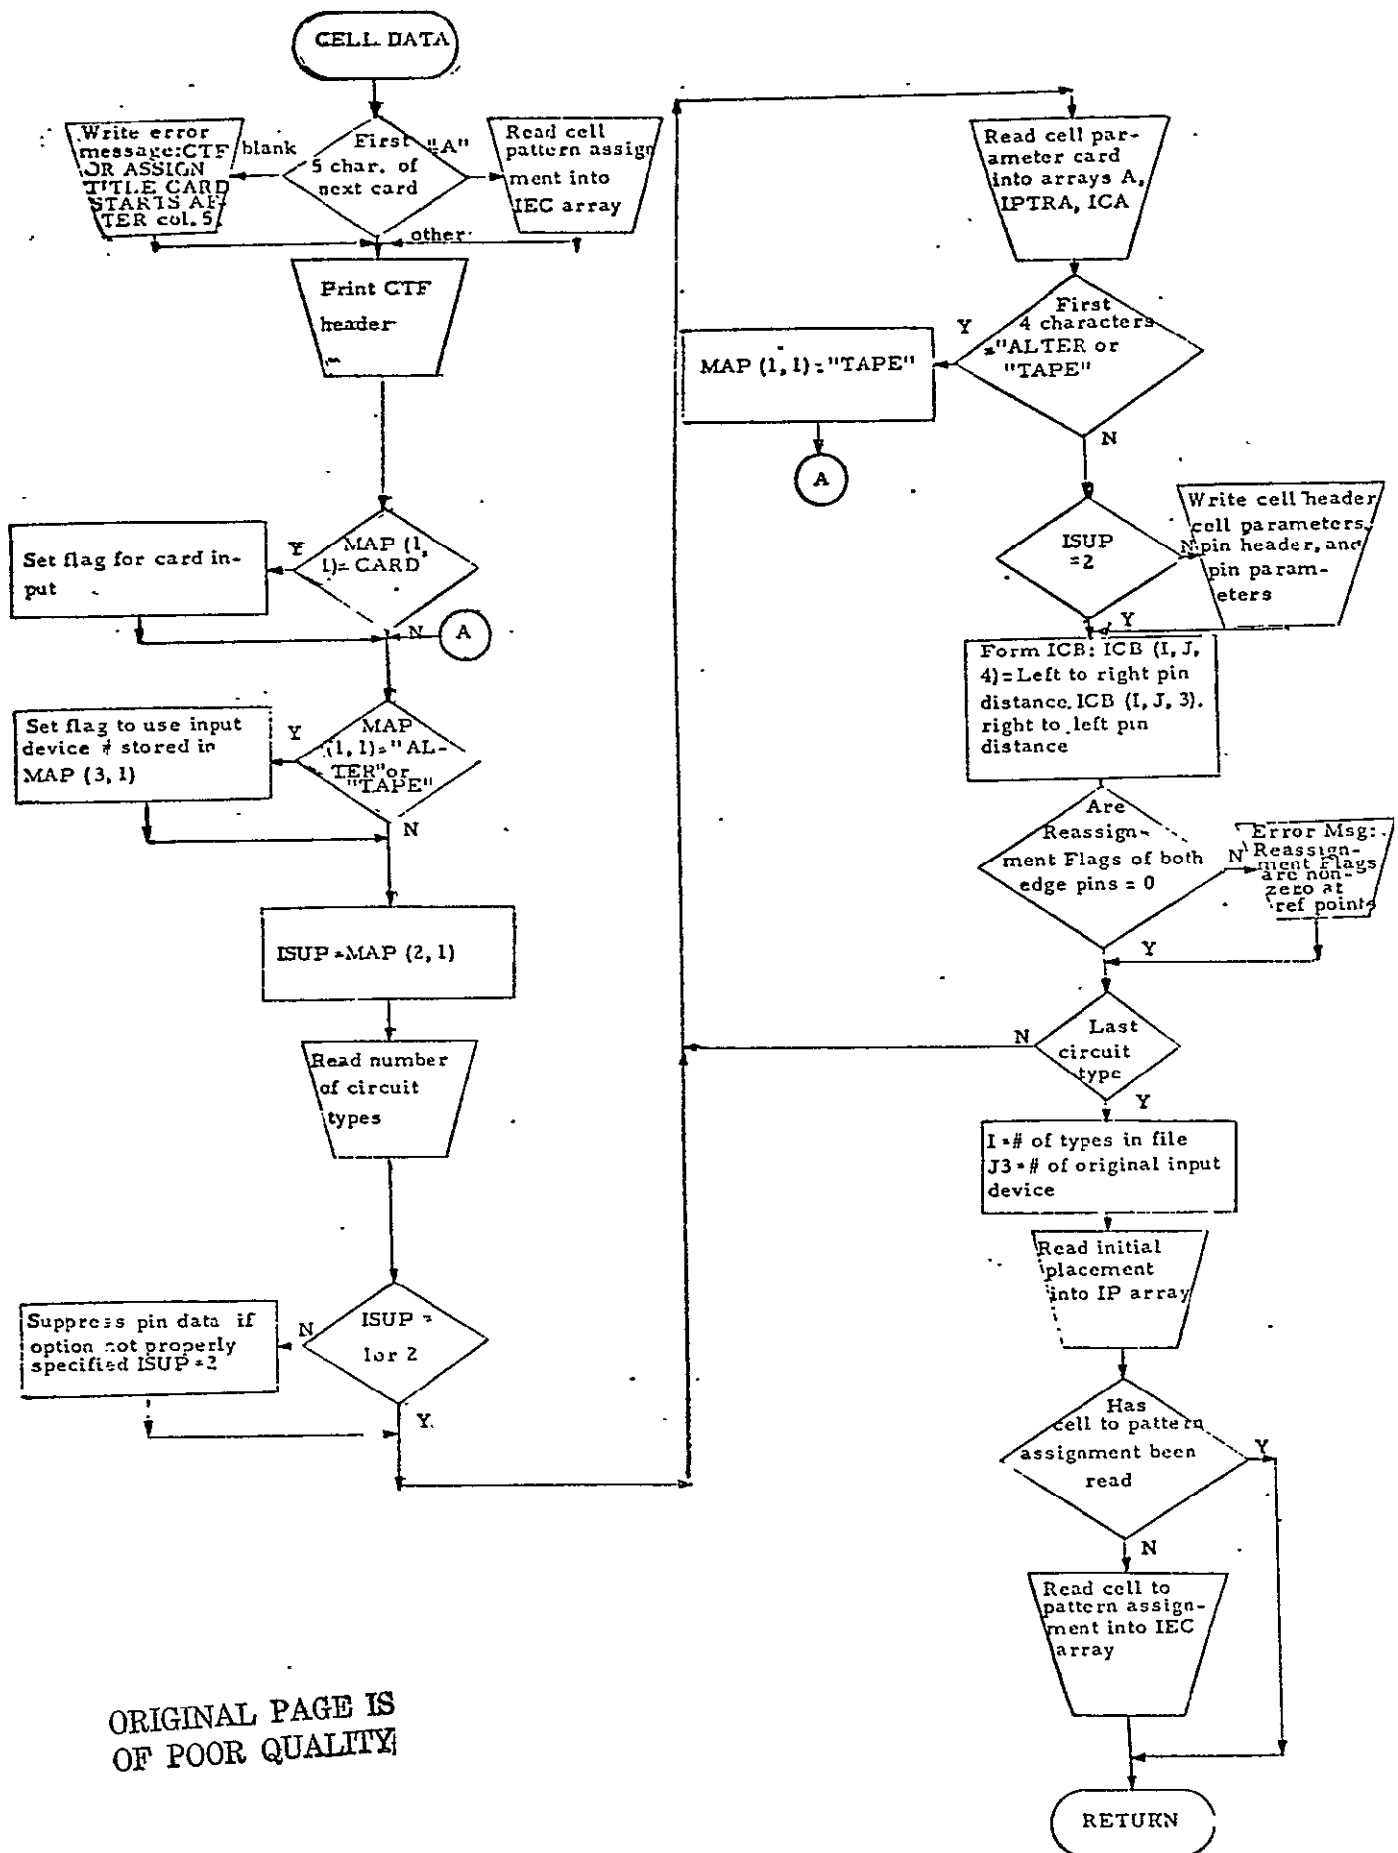 CELL DATA
Write error
message:CTF
OR ASSIGN
TITLE CARD
STARTS AF-
TER col. 5.
blank
First
5 char. of
next card
"A"
Read cell
pattern assign
ment into
IEC array
other
Print CTF
header
Set flag for card in-
put
Y
MAP (1,
1)= CARD
N
A
Set flag to use input
device # stored in
MAP (3, 1)
Y
MAP
(1, 1)="AL-
TER" or
"TAPE"
N
ISUP = MAP (2, 1)
Read number
of circuit
types
Suppress pin data if
option not properly
specified ISUP =2
N
ISUP =
1or 2
Y
Read cell par-
ameter card
into arrays A,
IPTRA, ICA
MAP (1, 1)="TAPE"
A
Y
First
4 characters
="ALTER or
"TAPE"
N
ISUP
=2
N
Write cell header
cell parameters,
pin header, and
pin param-
eters
Y
Form ICB: ICB (I, J,
4)= Left to right pin
distance. ICB (I, J, 3).
right to left pin
distance
Are
Reassign-
ment Flags of both
edge pins = 0
N
Error Msg:
Reassign-
ment Flags
are non-
zero at
ref points
Y
Last
circuit
type
N
Y
I =# of types in file
J3 =# of original input
device
Read initial
placement
into IP array
Has
cell to pattern
assignment been
read
Y
N
Read cell to
pattern assign-
ment into IEC
array
RETURN
ORIGINAL PAGE IS
OF POOR QUALITY